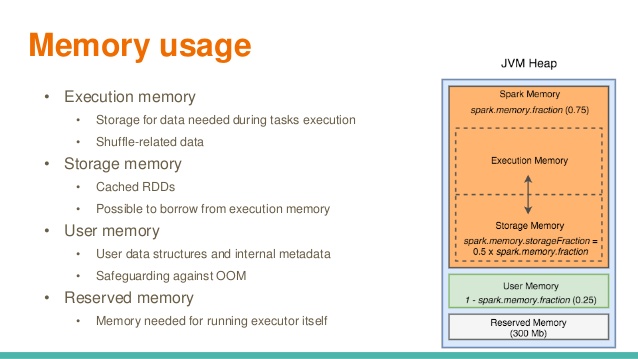 Memory usage
• Execution memory
• Storage for data needed during tasks execution
• Shuffle-related data
• Storage memory
• Cached RDDs
• Possible to borrow from execution memory
• User memory
• User data structures and internal metadata
• Safeguarding against OOM
• Reserved memory
• Memory needed for running executor itself
JVM Heap
Spark Memory
spark.memory.fraction (0.75)
Execution Memory
Storage Memory
spark.memory.storageFraction =
0.5 x spark.memory.fraction
User Memory
1 - spark.memory.fraction (0.25)
Reserved Memory
(300 Mb)